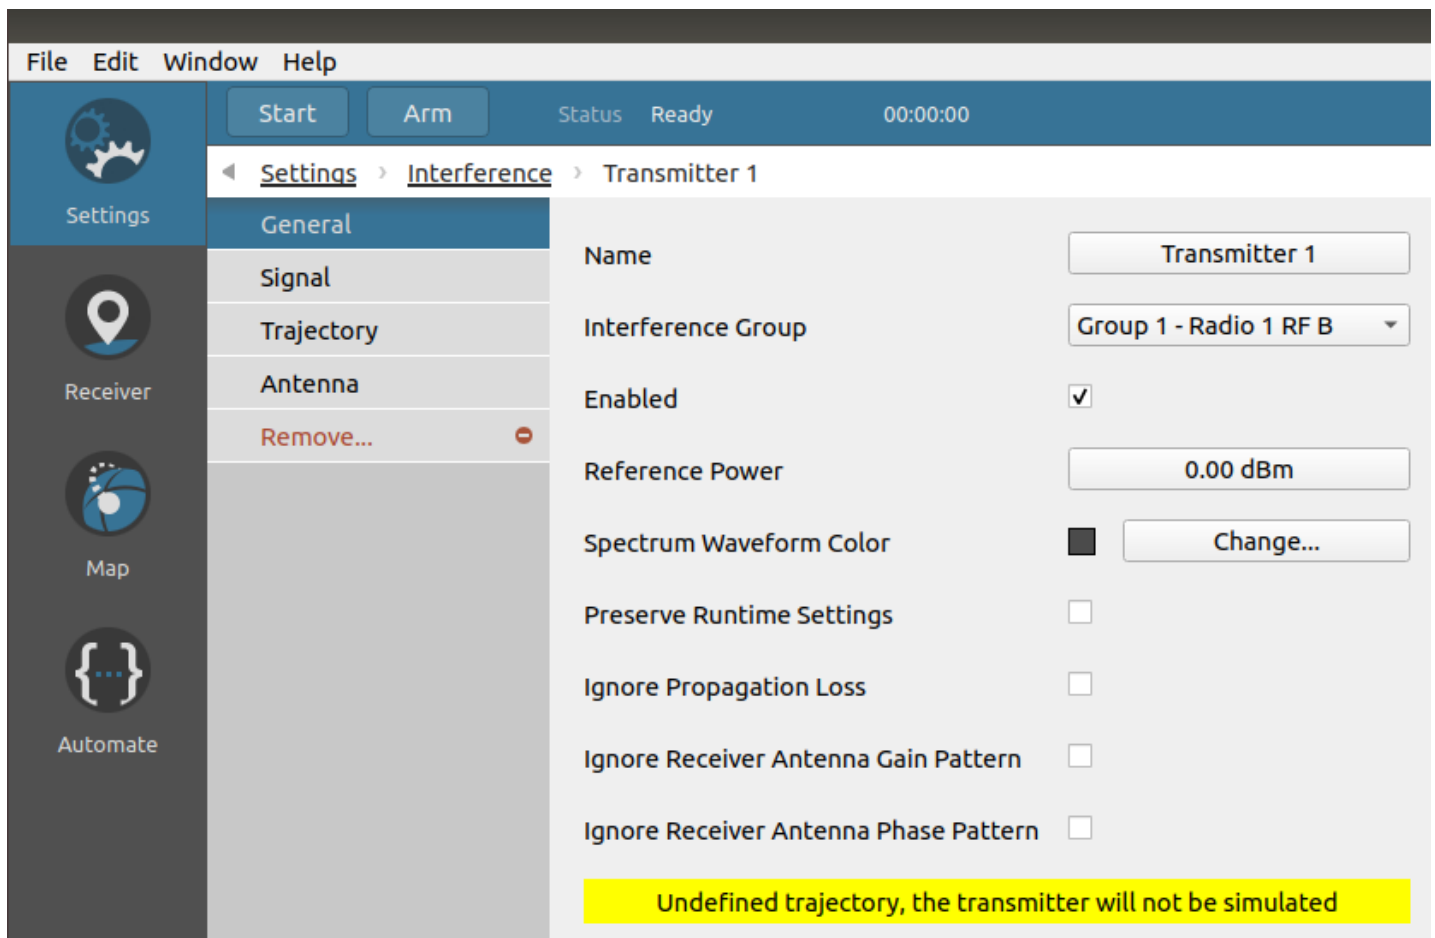 File Edit Window Help
Start Arm Status Ready 00:00:00
Settings › Interference › Transmitter 1
Settings
Receiver
Map
Automate
General
Signal
Trajectory
Antenna
Remove...
Name Transmitter 1
Interference Group Group 1 - Radio 1 RF B
Enabled
Reference Power 0.00 dBm
Spectrum Waveform Color Change...
Preserve Runtime Settings
Ignore Propagation Loss
Ignore Receiver Antenna Gain Pattern
Ignore Receiver Antenna Phase Pattern
Undefined trajectory, the transmitter will not be simulated